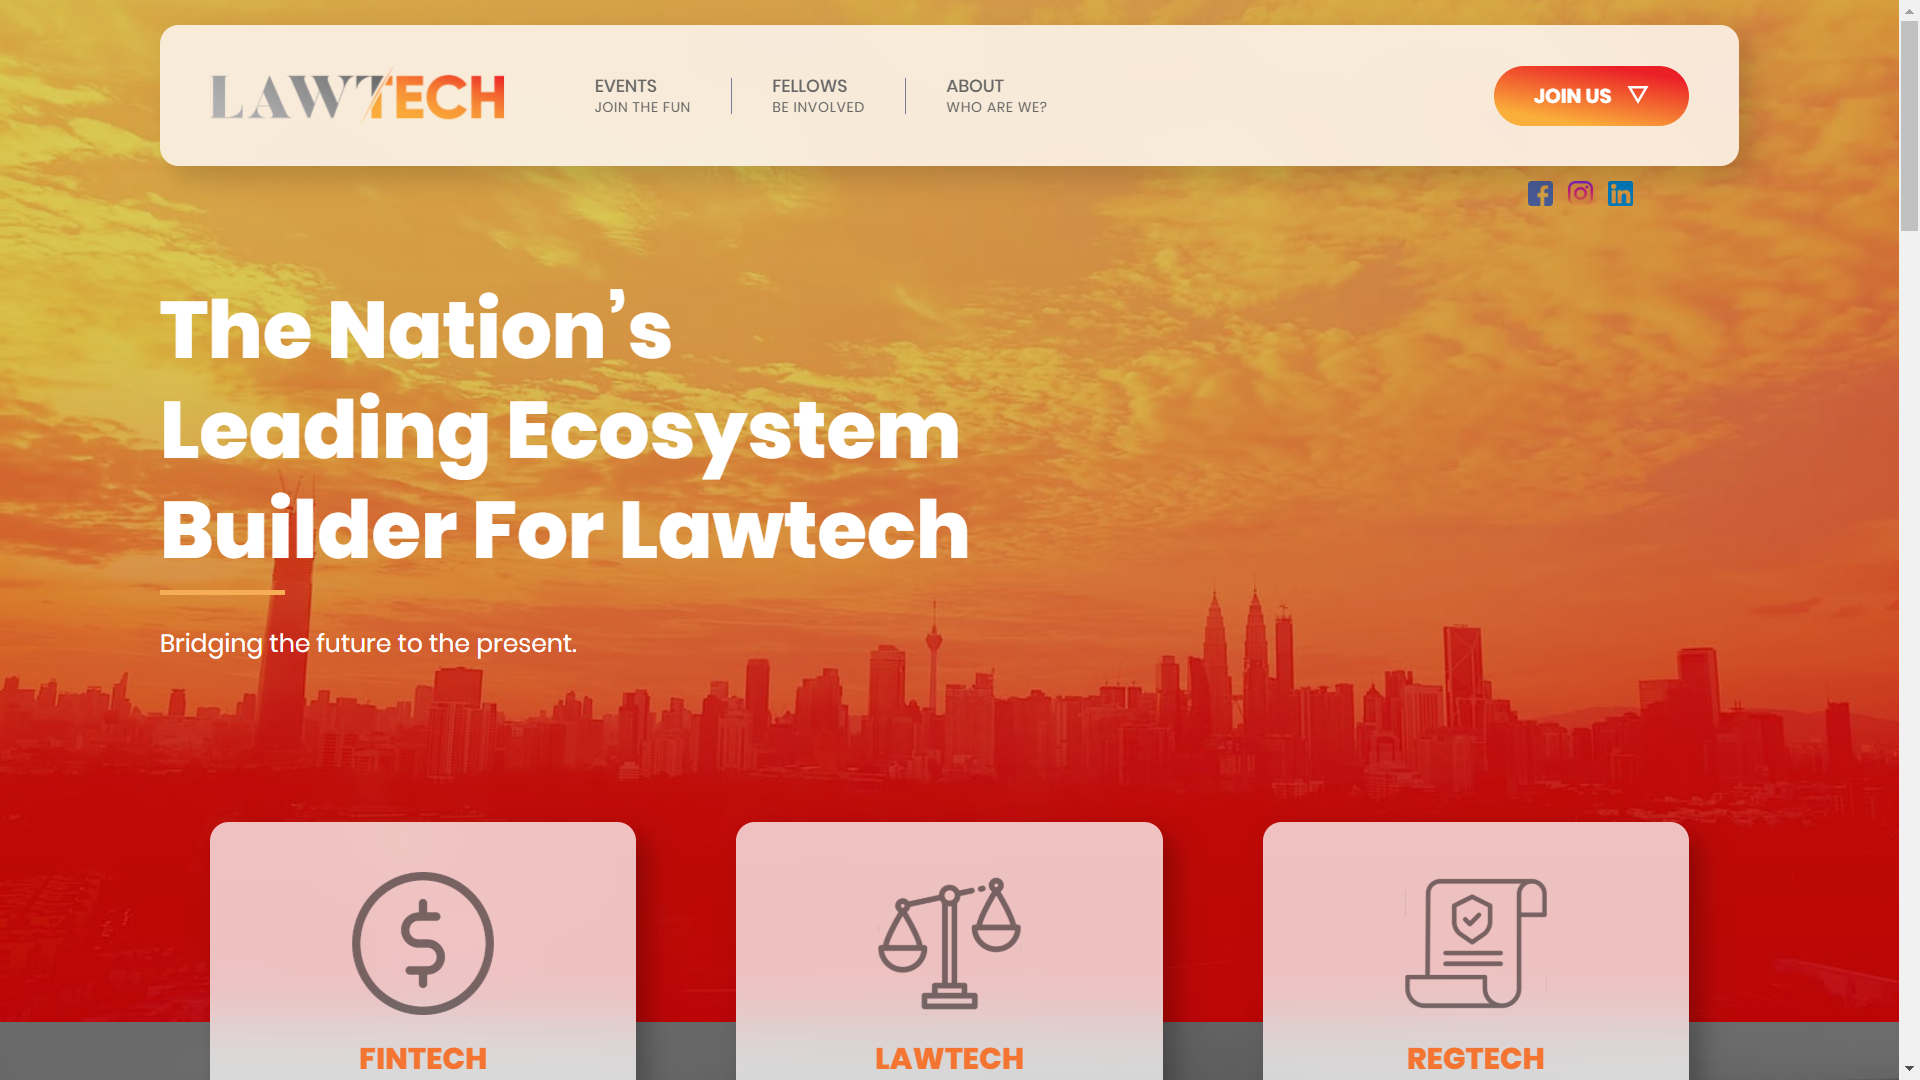 LAWTECH
EVENTS
JOIN THE FUN
FELLOWS
BE INVOLVED
ABOUT
WHO ARE WE?
JOIN US
The Nation’s
Leading Ecosystem
Builder For Lawtech
Bridging the future to the present.
FINTECH
LAWTECH
REGTECH